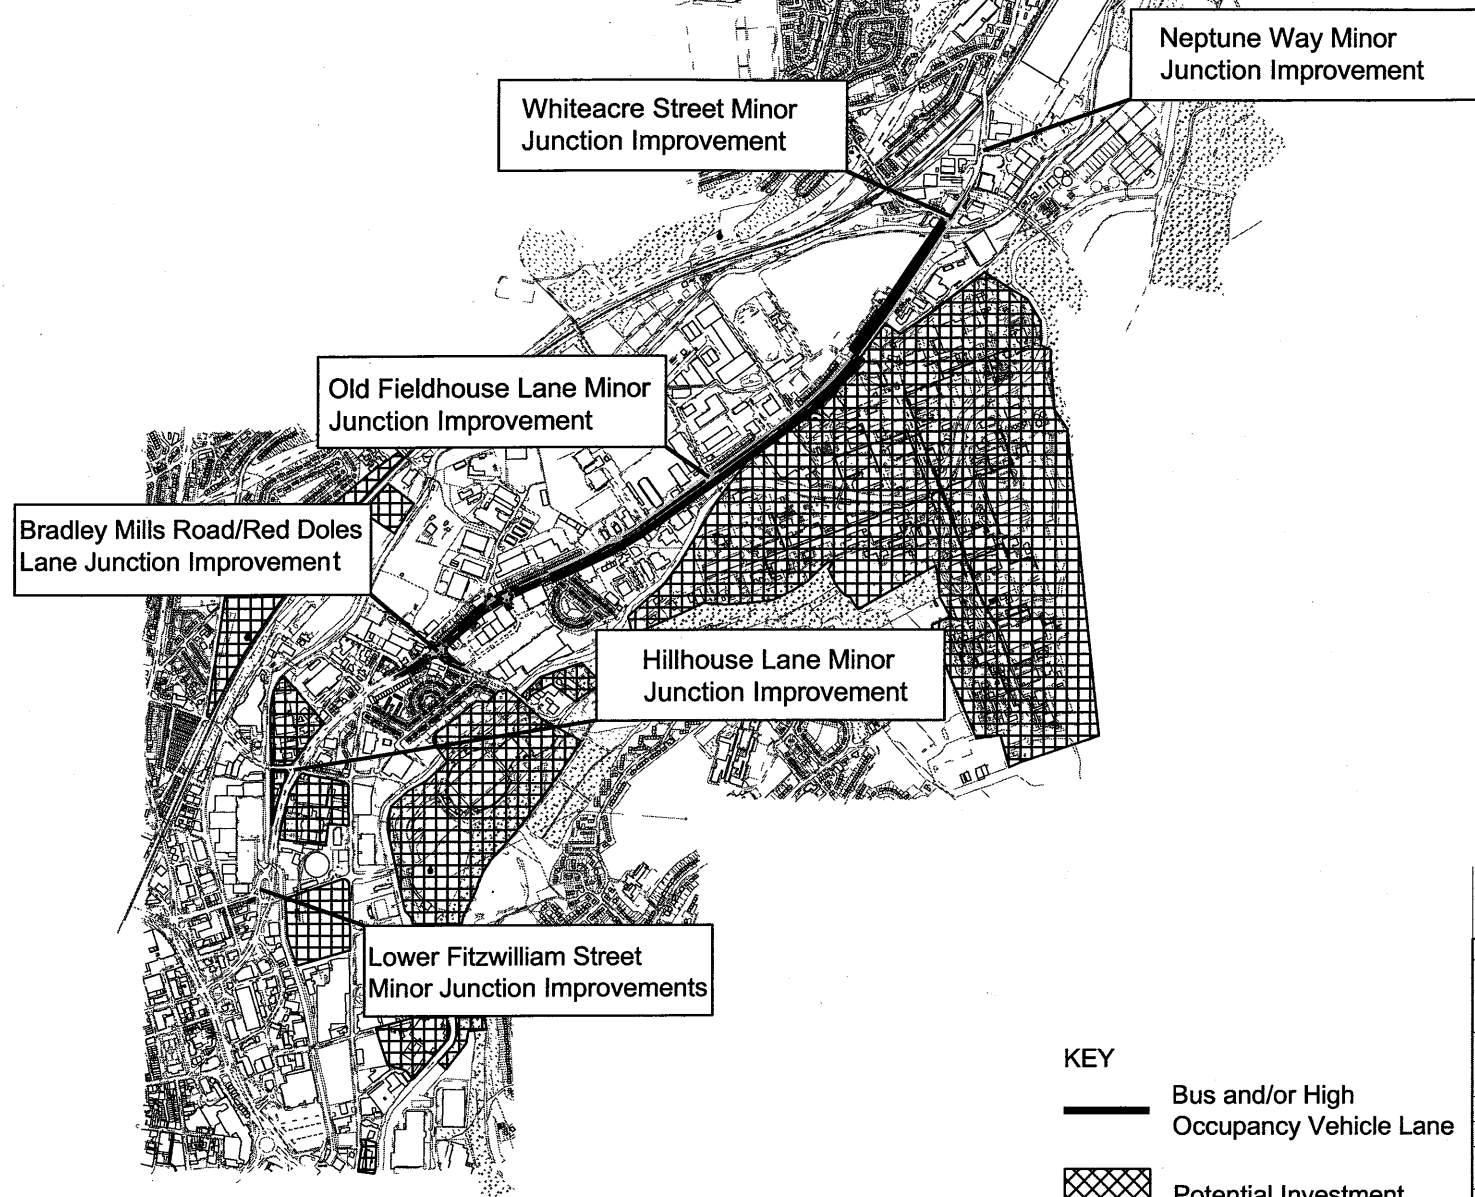 Neptune Way Minor
Junction Improvement
Whiteacre Street Minor
Junction Improvement
Old Fieldhouse Lane Minor
Junction Improvement
Bradley Mills Road/Red Doles
Lane Junction Improvement
Hillhouse Lane Minor
Junction Improvement
Lower Fitzwilliam Street
Minor Junction Improvements
KEY
Bus and/or High
Occupancy Vehicle Lane
Potential Investment